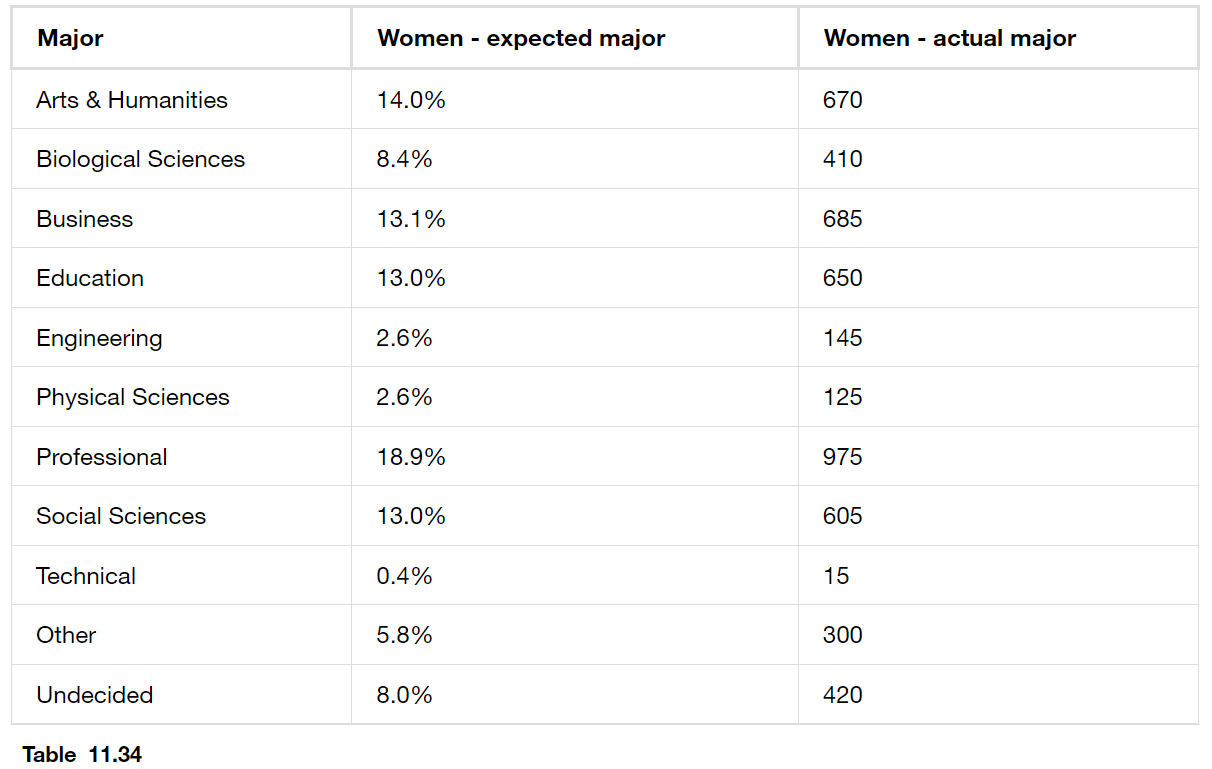 Major Women - expected major Women - actual major
Arts & Humanities 14.0% 670
Biological Sciences 8.4% 410
Business 13.1% 685
Education 13.0% 650
Engineering 2.6% 145
Physical Sciences 2.6% 125
Professional 18.9% 975
Social Sciences 13.0% 605
Technical 0.4% 15
Other 5.8% 300
Undecided 8.0% 420
Table 11.34